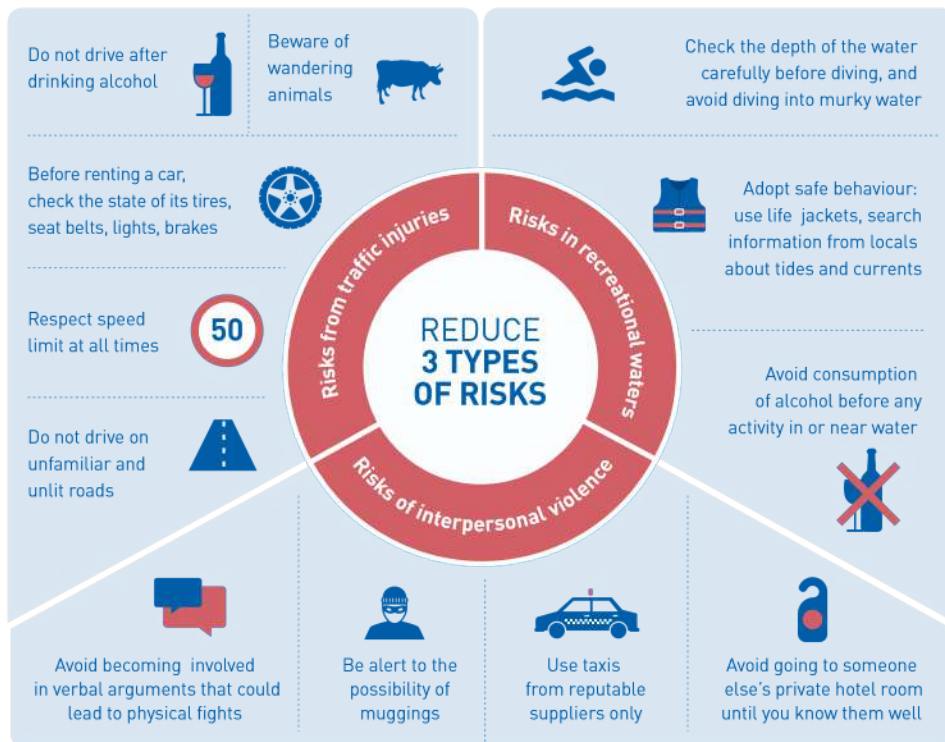 Do not drive after
drinking alcohol
Beware of
wandering
animals
Before renting a car,
check the state of its tires,
seat belts, lights, brakes
Respect speed
limit at all times
50
Do not drive on
unfamiliar and
unlit roads
Check the depth of the water
carefully before diving, and
avoid diving into murky water
Adopt safe behaviour:
use life jackets, search
information from locals
about tides and currents
Avoid consumption
of alcohol before any
activity in or near water
Risks from traffic injuries
Risks in recreational waters
Risks of interpersonal violence
REDUCE
3 TYPES
OF RISKS
Avoid becoming involved
in verbal arguments that could
lead to physical fights
Be alert to the
possibility of
muggings
Use taxis
from reputable
suppliers only
Avoid going to someone
else's private hotel room
until you know them well